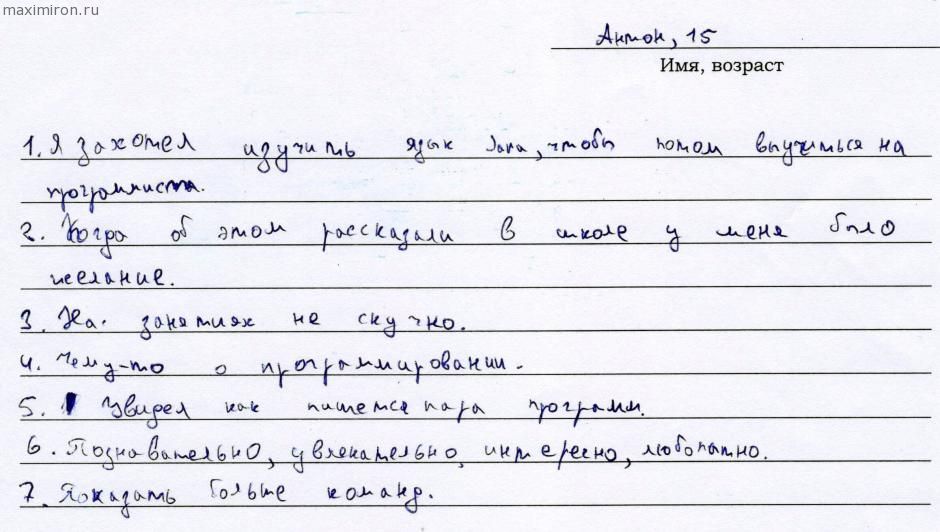 maximiron.ru
Антон, 15
Имя, возраст
1. Я захотел изучить язык Java, чтобы потом выучиться на
программиста.
2. Когда об этом рассказали в школе у меня было
желание.
3. На занятиях не скучно.
4. Чему-то о программировании.
5. Увидел как пишется пара программ.
6. Познавательно, увлекательно, интересно, любопатно.
7. Показать больше команд.